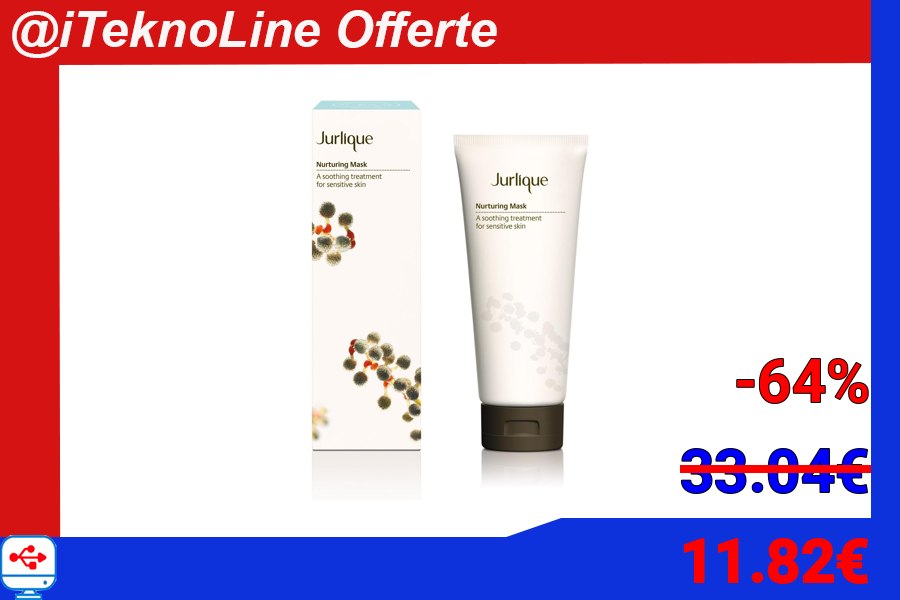 @iTeknoLine Offerte
Jurlique
Nurturing Mask
A soothing treatment
for sensitive skin
Jurlique
Nurturing Mask
A soothing treatment
for sensitive skin
-64%
33.04€
11.82€